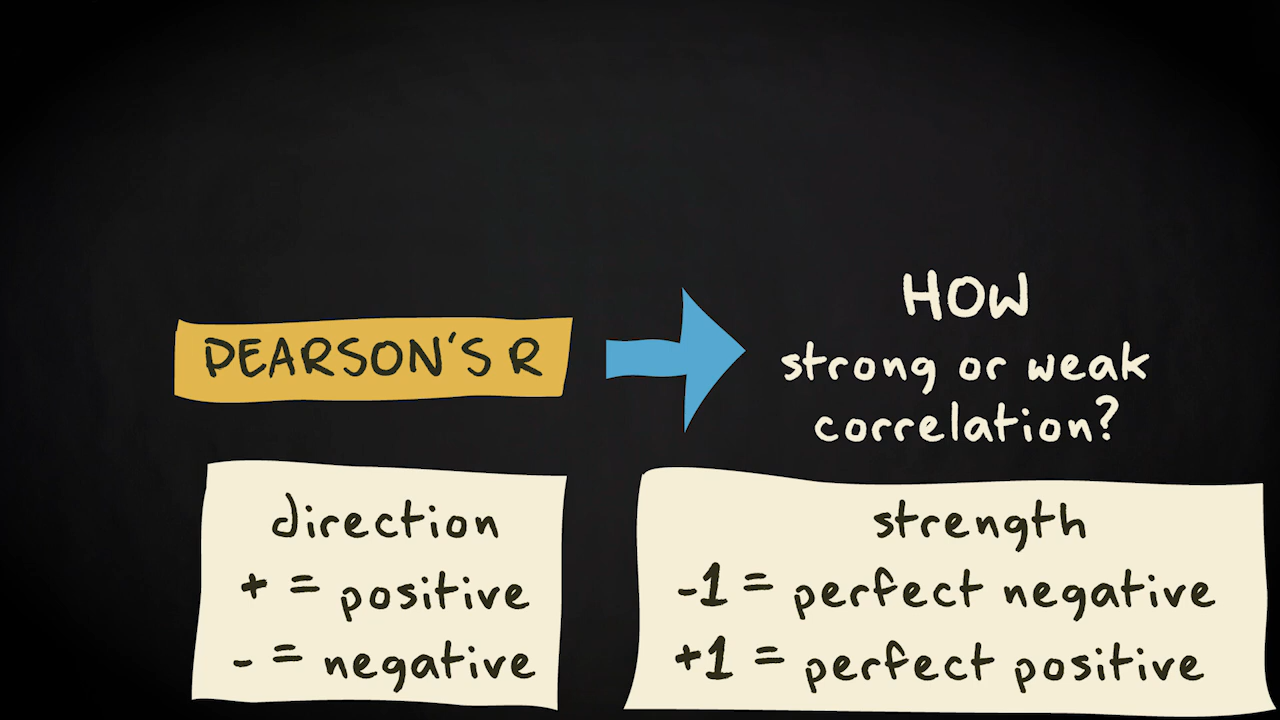 PEARSON'S R
HOW
strong or weak
correlation?
direction
+ = positive
- = negative
strength
-1 = perfect negative
+1 = perfect positive